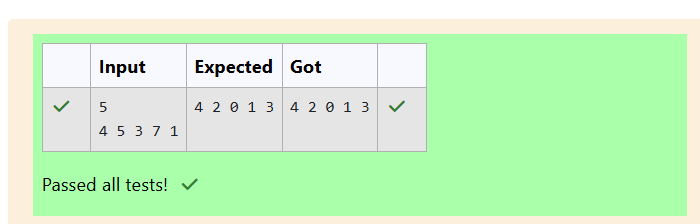 Input Expected Got
5 4 2 0 1 3 4 2 0 1 3
4 5 3 7 1
Passed all tests!